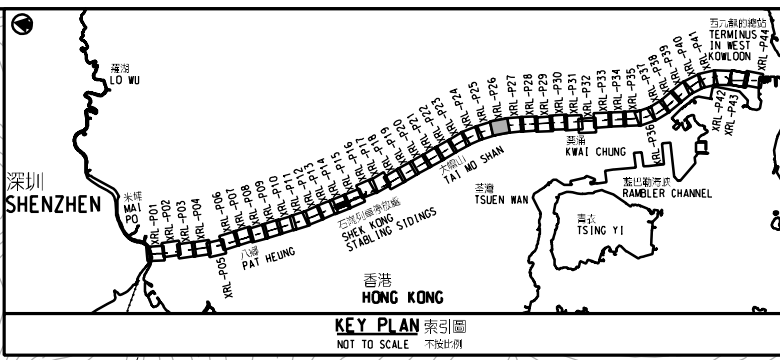 羅湖
LO WU
深圳
SHENZHEN
米埔
MAI
PO
XRL-P01
XRL-P02
XRL-P03
XRL-P04
XRL-P05
XRL-P06
XRL-P07
XRL-P08
XRL-P09
XRL-P10
XRL-P11
XRL-P12
XRL-P13
XRL-P14
XRL-P15
XRL-P16
XRL-P17
XRL-P18
XRL-P19
XRL-P20
XRL-P21
XRL-P22
XRL-P23
XRL-P24
XRL-P25
XRL-P26
XRL-P27
XRL-P28
XRL-P29
XRL-P30
XRL-P31
XRL-P32
XRL-P33
XRL-P34
XRL-P35
XRL-P36
XRL-P37
XRL-P38
XRL-P39
XRL-P40
XRL-P41
XRL-P42
XRL-P43
XRL-P44
西九龍的總站
TERMINUS
IN WEST
KOWLOON
八鄉
PAT HEUNG
SHEK KONG
STABLING SIDINGS
大帽山
TAI MO SHAN
葵涌
KWAI CHUNG
荃灣
TSUEN WAN
藍巴勒海峽
RAMBLER CHANNEL
青衣
TSING YI
香港
HONG KONG
KEY PLAN 索引圖
NOT TO SCALE 不按比例